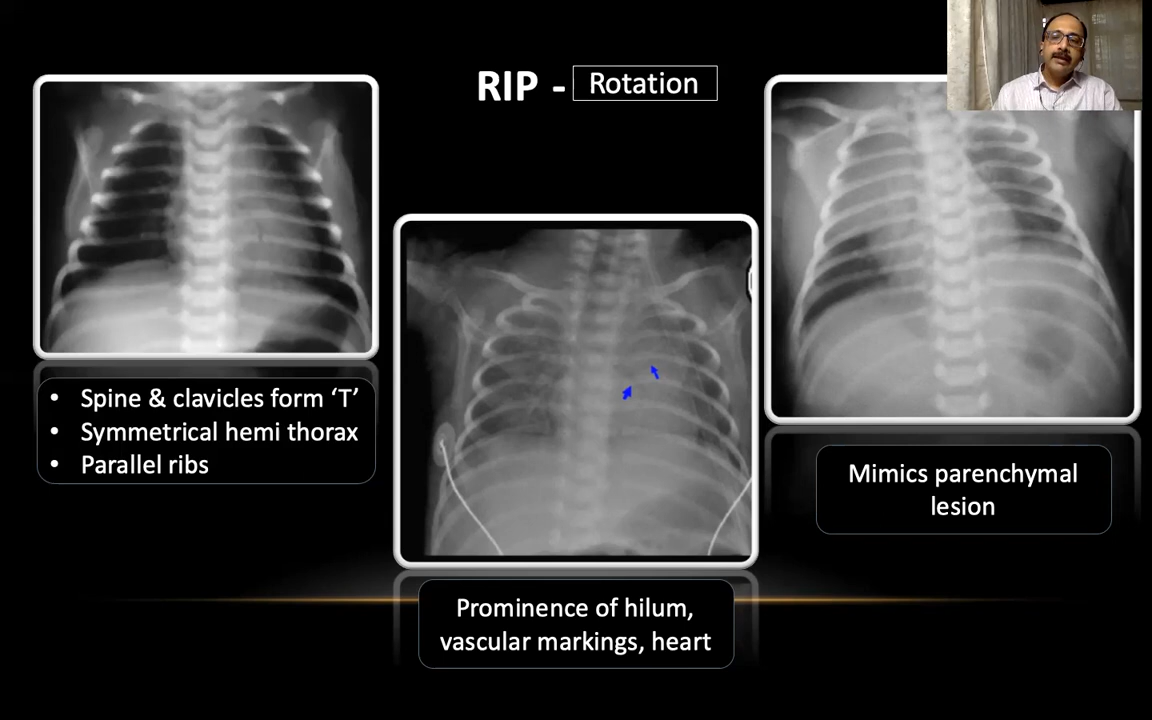 RIP - Rotation
• Spine & clavicles form ‘T’
• Symmetrical hemi thorax
• Parallel ribs
Prominence of hilum,
vascular markings, heart
Mimics parenchymal
lesion